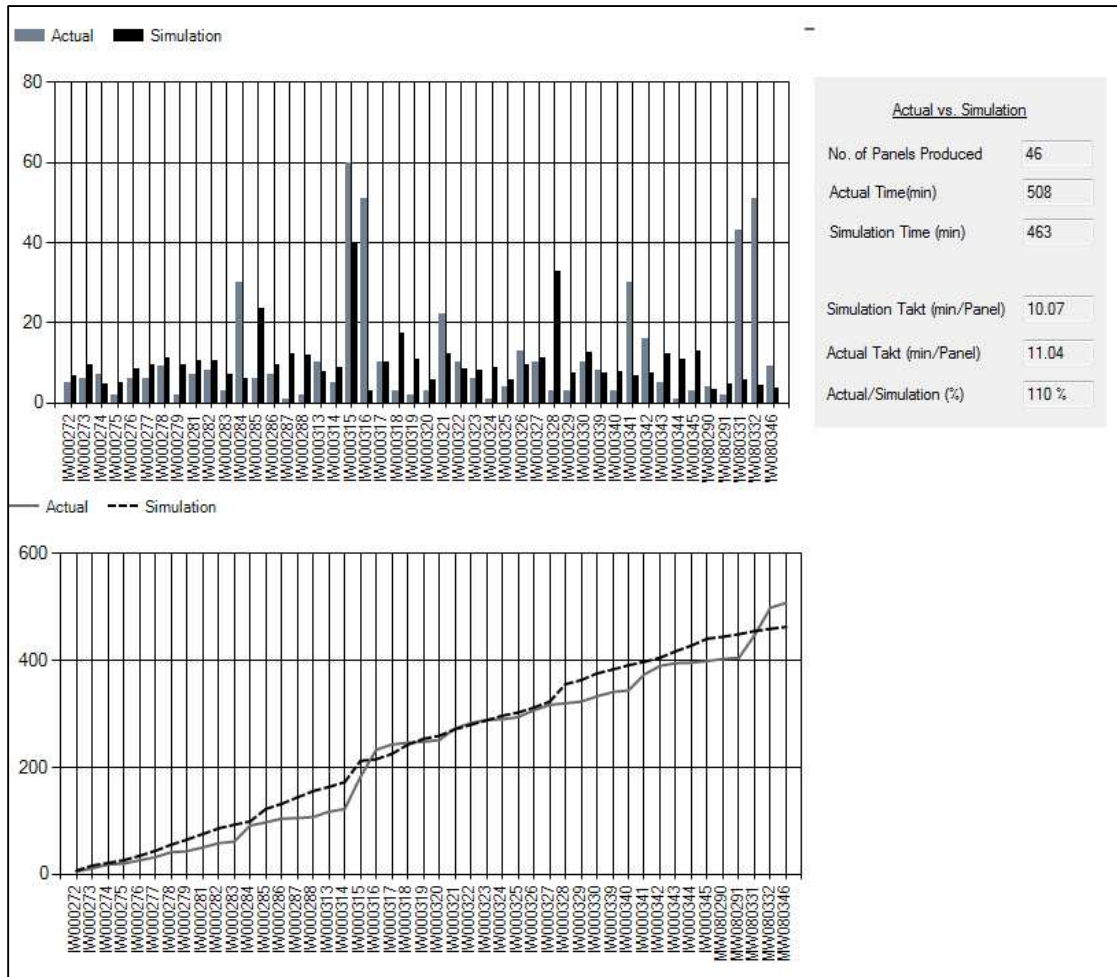 Actual
Simulation
80
60
40
20
0
IW000272
IW000273
IW000274
IW000275
IW000276
IW000277
IW000278
IW000279
IW000281
IW000282
IW000283
IW000284
IW000285
IW000286
IW000287
IW000288
IW000313
IW000314
IW000315
IW000316
IW000317
IW000318
IW000319
IW000320
IW000321
IW000322
IW000323
IW000324
IW000325
IW000326
IW000327
IW000328
IW000329
IW000330
IW000339
IW000340
IW000341
IW000342
IW000343
IW000344
IW000345
W080290
W080291
W080331
W080332
W080346
Actual vs. Simulation
No. of Panels Produced 46
Actual Time(min) 508
Simulation Time (min) 463
Simulation Takt (min/Panel) 10.07
Actual Takt (min/Panel) 11.04
Actual/Simulation (%) 110 %
Actual
Simulation
600
400
200
0
IW000272
IW000273
IW000274
IW000275
IW000276
IW000277
IW000278
IW000279
IW000281
IW000282
IW000283
IW000284
IW000285
IW000286
IW000287
IW000288
IW000313
IW000314
IW000315
IW000316
IW000317
IW000318
IW000319
IW000320
IW000321
IW000322
IW000323
IW000324
IW000325
IW000326
IW000327
IW000328
IW000329
IW000330
IW000339
IW000340
IW000341
IW000342
IW000343
IW000344
IW000345
MW080290
MW080291
MW080331
MW080332
MW080346